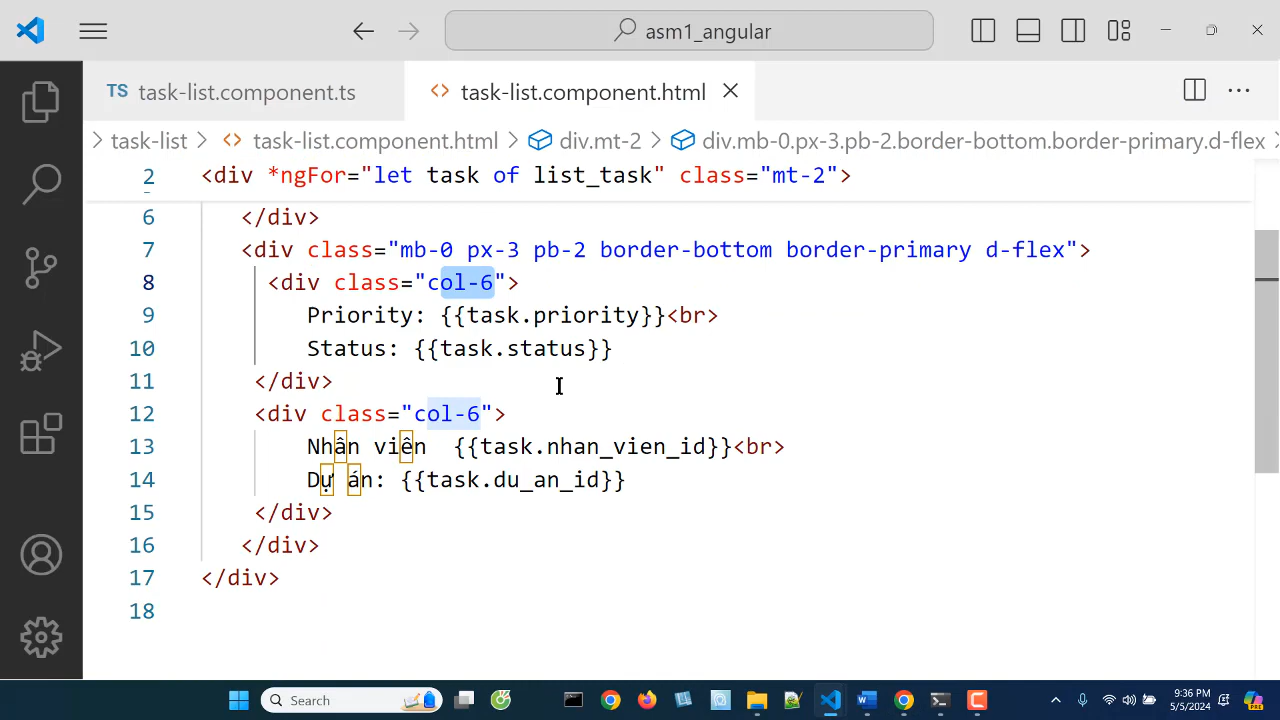 asm1_angular
TS task-list.component.ts
<> task-list.component.html
task-list > <> task-list.component.html > div.mt-2 > div.mb-0.px-3.pb-2.border-bottom.border-primary.d-flex >
2 <div *ngFor="let task of list_task" class="mt-2">
6 </div>
7 <div class="mb-0 px-3 pb-2 border-bottom border-primary d-flex">
8 <div class="col-6">
9 Priority: {{task.priority}}<br>
10 Status: {{task.status}}
11 </div>
12 <div class="col-6">
13 Nhân viên  {{task.nhan_vien_id}}<br>
14 Dự án: {{task.du_an_id}}
15 </div>
16 </div>
17 </div>
18
Search
9:36 PM
5/5/2024